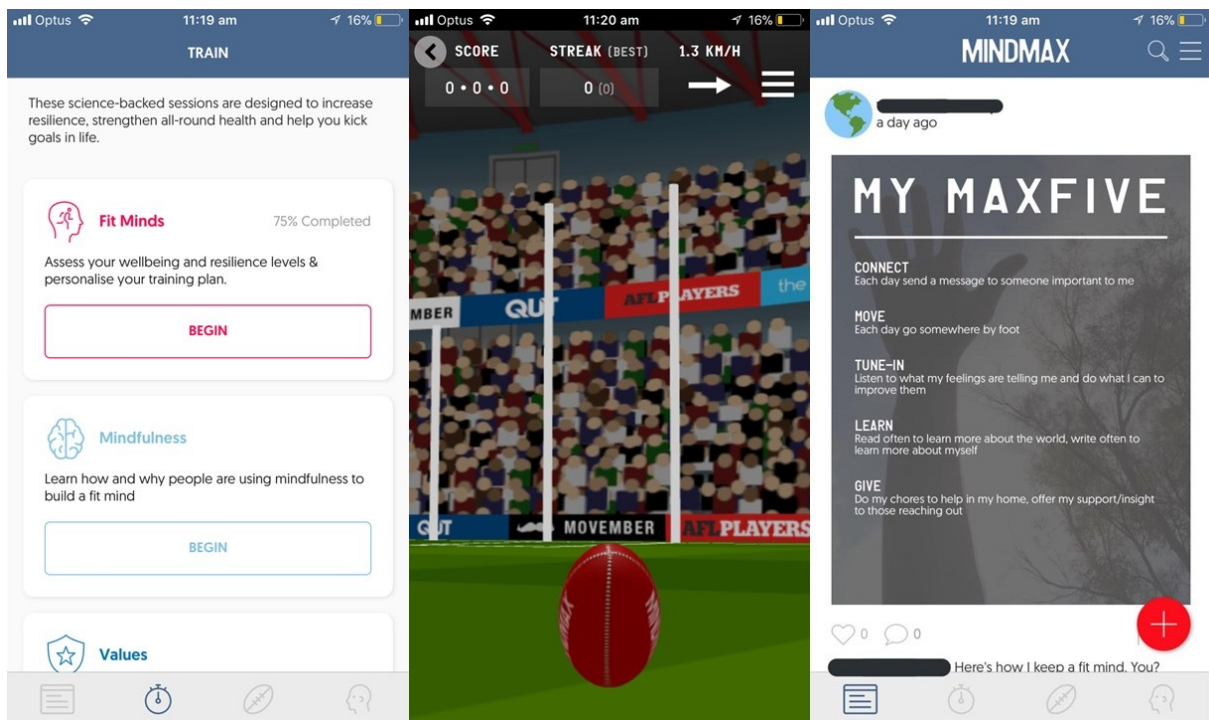 Optus
11:19 am
16%
TRAIN
These science-backed sessions are designed to increase
resilience, strengthen all-round health and help you kick
goals in life.
Fit Minds
75% Completed
Assess your wellbeing and resilience levels &
personalise your training plan.
BEGIN
Mindfulness
Learn how and why people are using mindfulness to
build a fit mind
BEGIN
Values
Optus
11:20 am
16%
SCORE
STREAK (BEST)
1.3 KM/H
0 • 0 • 0
0 (0)
MBER
QUT
AFLPLAYERS
the
QUT
MOVEMBER
AFLPLAYERS
Optus
11:19 am
16%
MINDMAX
a day ago
MY MAXFIVE
CONNECT
Each day send a message to someone important to me
MOVE
Each day go somewhere by foot
TUNE-IN
Listen to what my feelings are telling me and do what I can to
improve them
LEARN
Read often to learn more about the world, write often to
learn more about myself
GIVE
Do my chores to help in my home, offer my support/insight
to those reaching out
0
0
Here's how I keep a fit mind. You?